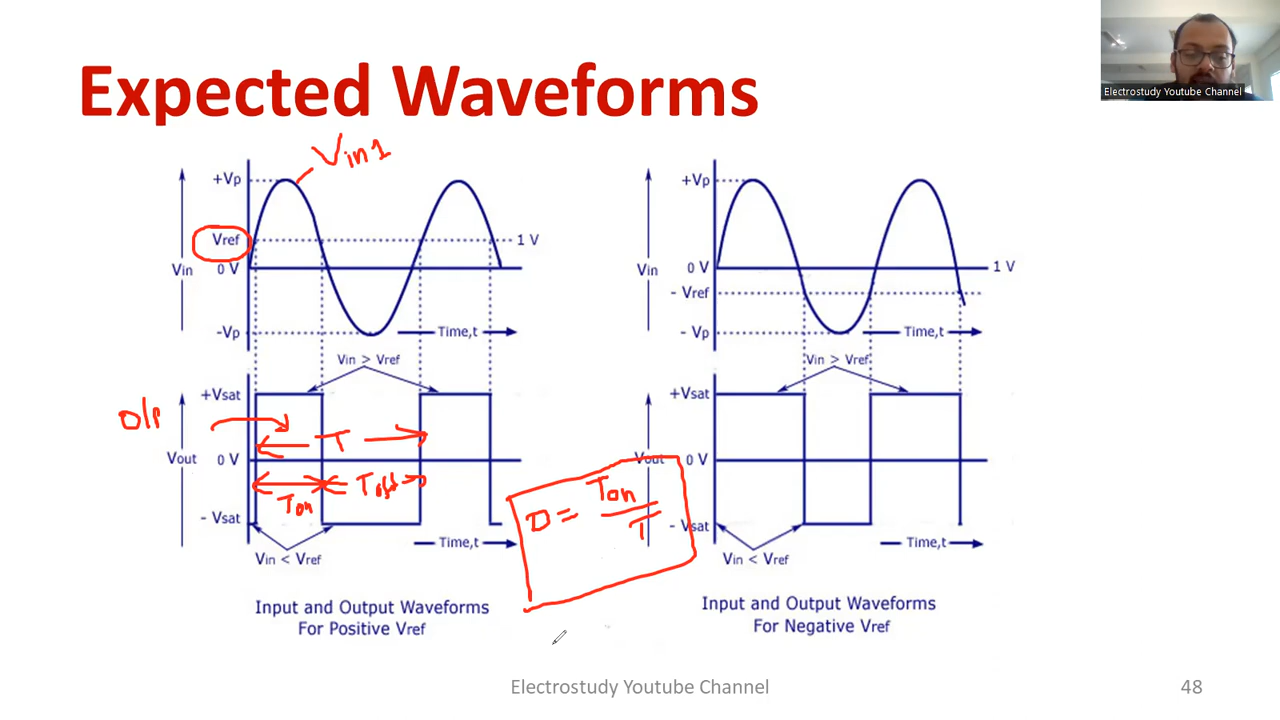 Expected Waveforms
Electrostudy Youtube Channel
Vin1
+Vp
Vref
1 V
Vin
0 V
-Vp
Time,t
Vin > Vref
+Vsat
O/P
T
Vout
0 V
Ton
Toff
- Vsat
Time,t
Vin < Vref
Input and Output Waveforms
For Positive Vref
D = Ton
T
+Vp
Vin
0 V
1 V
- Vref
- Vp
Time,t
Vin > Vref
+Vsat
Vout
0 V
- Vsat
Time,t
Vin < Vref
Input and Output Waveforms
For Negative Vref
Electrostudy Youtube Channel
48